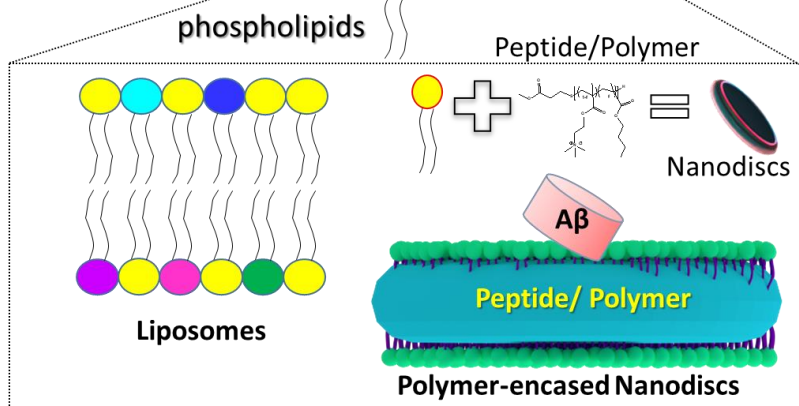 phospholipids
Peptide/Polymer
Nanodiscs
Aβ
Peptide/ Polymer
Liposomes
Polymer-encased Nanodiscs